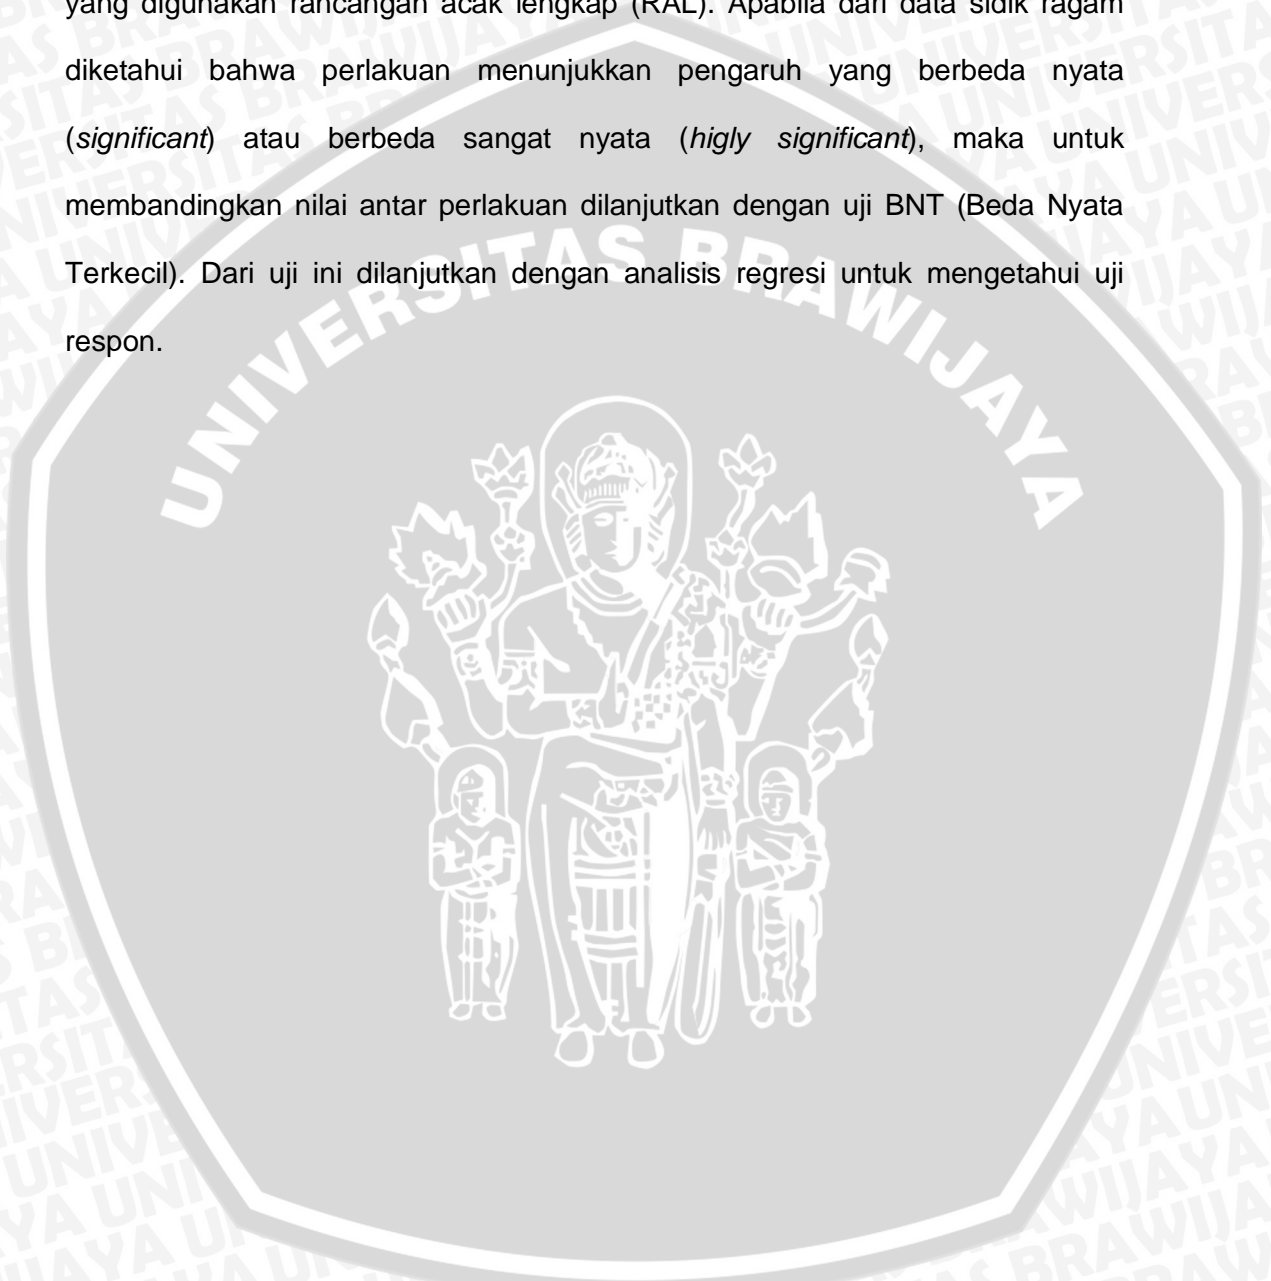 yang digunakan rancangan acak lengkap (RAL). Apabila dari data sidik ragam
diketahui bahwa perlakuan menunjukkan pengaruh yang berbeda nyata
(significant) atau berbeda sangat nyata (higly significant), maka untuk
membandingkan nilai antar perlakuan dilanjutkan dengan uji BNT (Beda Nyata
Terkecil). Dari uji ini dilanjutkan dengan analisis regresi untuk mengetahui uji
respon.
UNIVERSITAS BRAWIJAYA